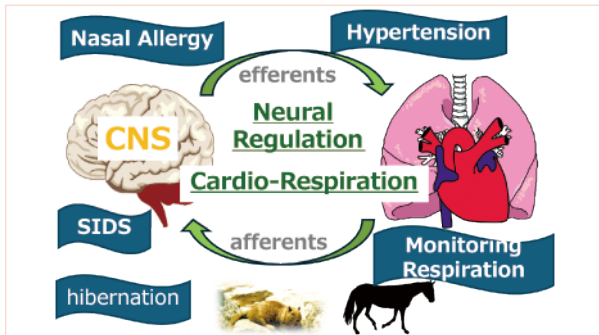 Nasal Allergy
Hypertension
efferents
Neural
Regulation
CNS
Cardio-Respiration
SIDS
afferents
Monitoring
Respiration
hibernation